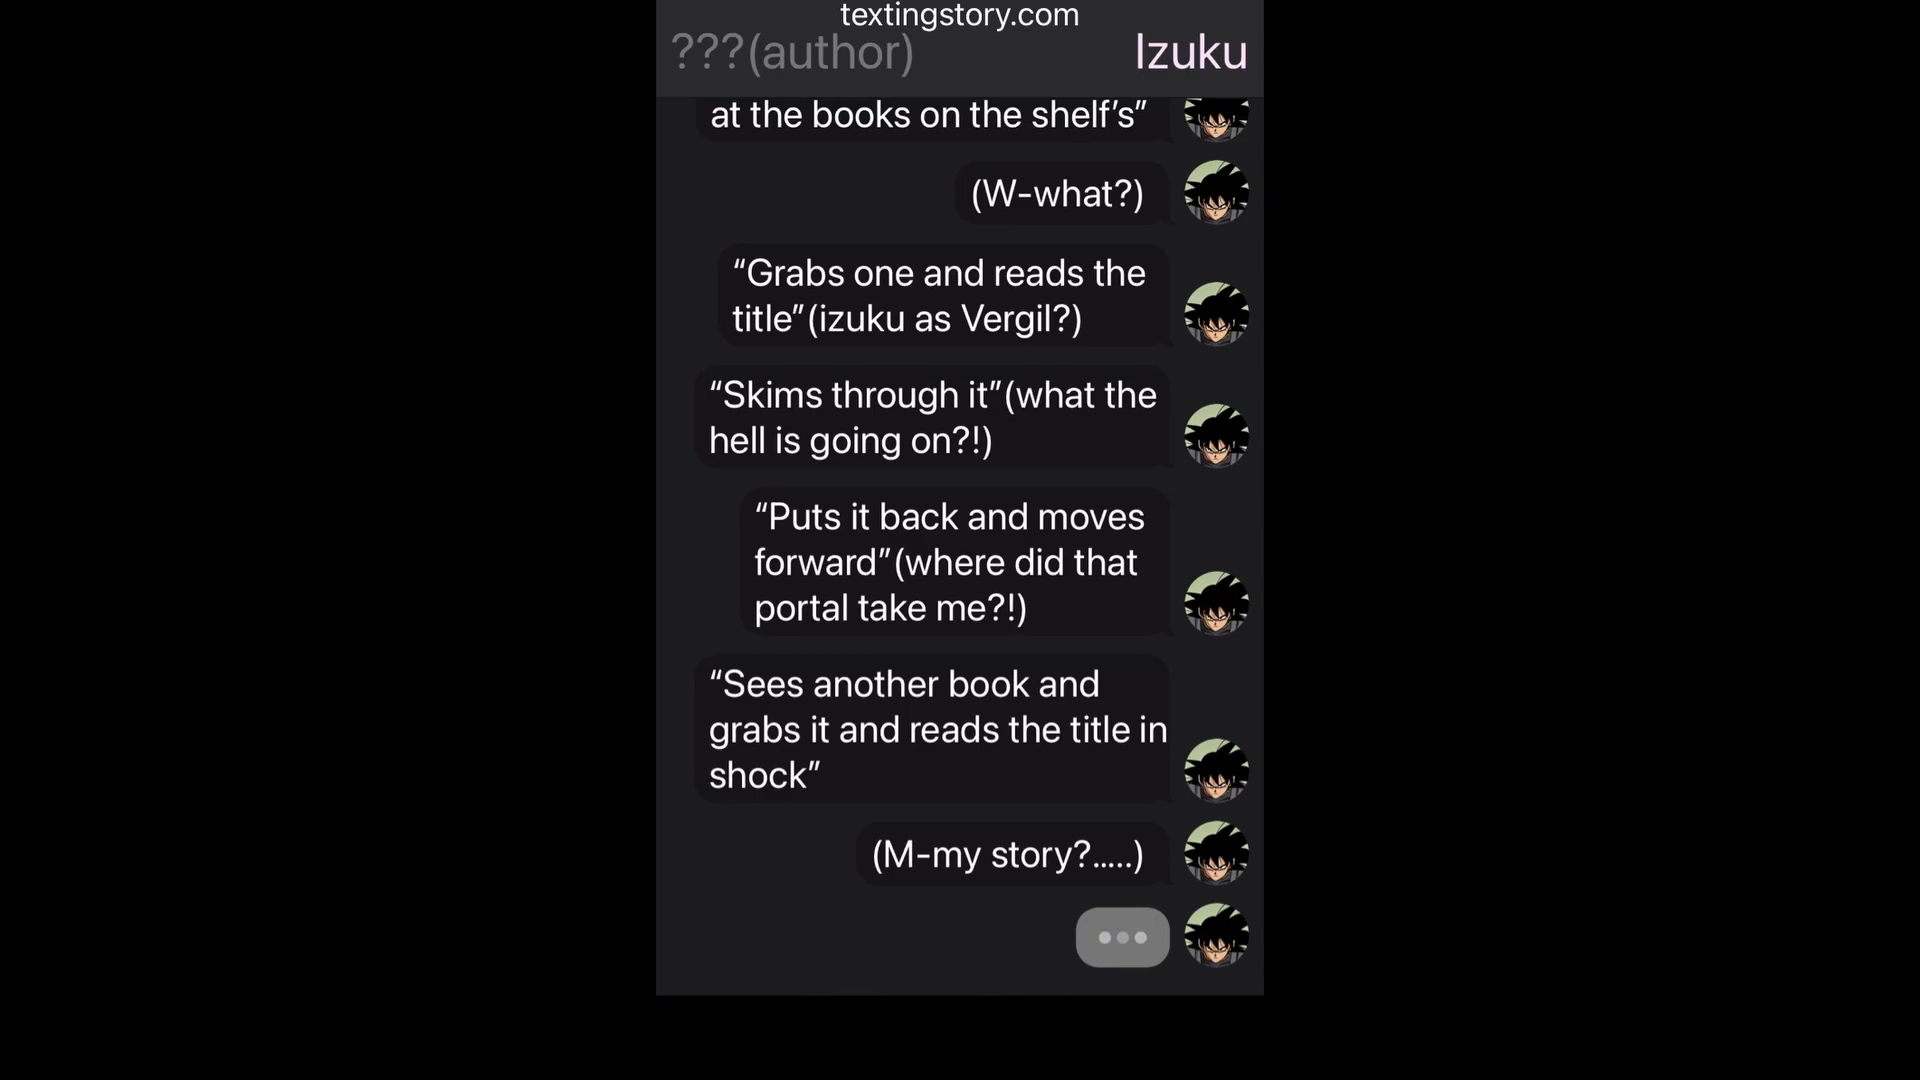 textingstory.com
???(author)
Izuku
at the books on the shelf’s”
(W-what?)
“Grabs one and reads the
title”(izuku as Vergil?)
“Skims through it”(what the
hell is going on?!)
“Puts it back and moves
forward”(where did that
portal take me?!)
“Sees another book and
grabs it and reads the title in
shock”
(M-my story?.....)